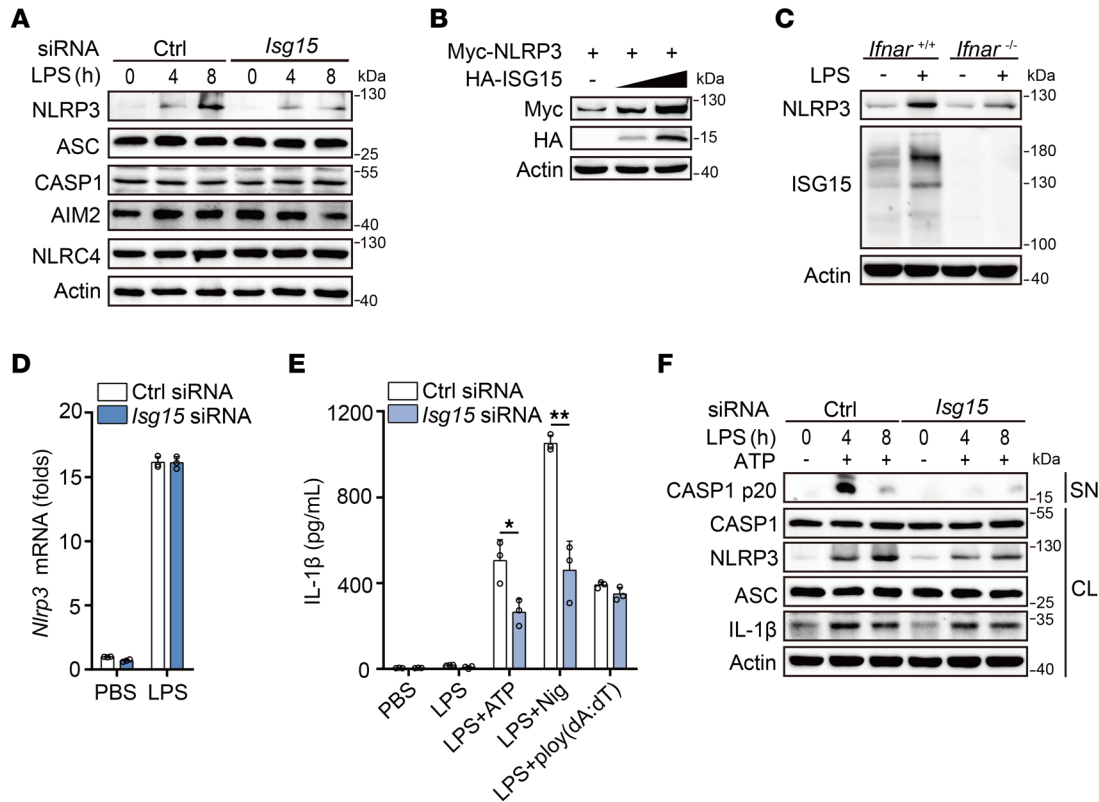 A
siRNA Ctrl Isg15
LPS (h) 0 4 8 0 4 8 kDa
NLRP3 -130
ASC -25
CASP1 -55
AIM2 -40
NLRC4 -130
Actin -40
B
Myc-NLRP3 + + +
HA-ISG15 - kDa
Myc -130
HA -15
Actin -40
C
Ifnar +/+ Ifnar -/-
LPS - + - + kDa
NLRP3 -130
ISG15 -180
-130
-100
Actin -40
D
Ctrl siRNA
Isg15 siRNA
Nlrp3 mRNA (folds)
20
15
10
5
0
PBS LPS
E
Ctrl siRNA
Isg15 siRNA
IL-1β (pg/mL)
1200
800
400
0
* **
PBS
LPS
LPS+ATP
LPS+Nig
LPS+ploy(dA:dT)
F
siRNA Ctrl Isg15
LPS (h) 0 4 8 0 4 8
ATP - + + - + + kDa
CASP1 p20 -15 SN
CASP1 -55
NLRP3 -130
ASC -25 CL
IL-1β -35
Actin -40